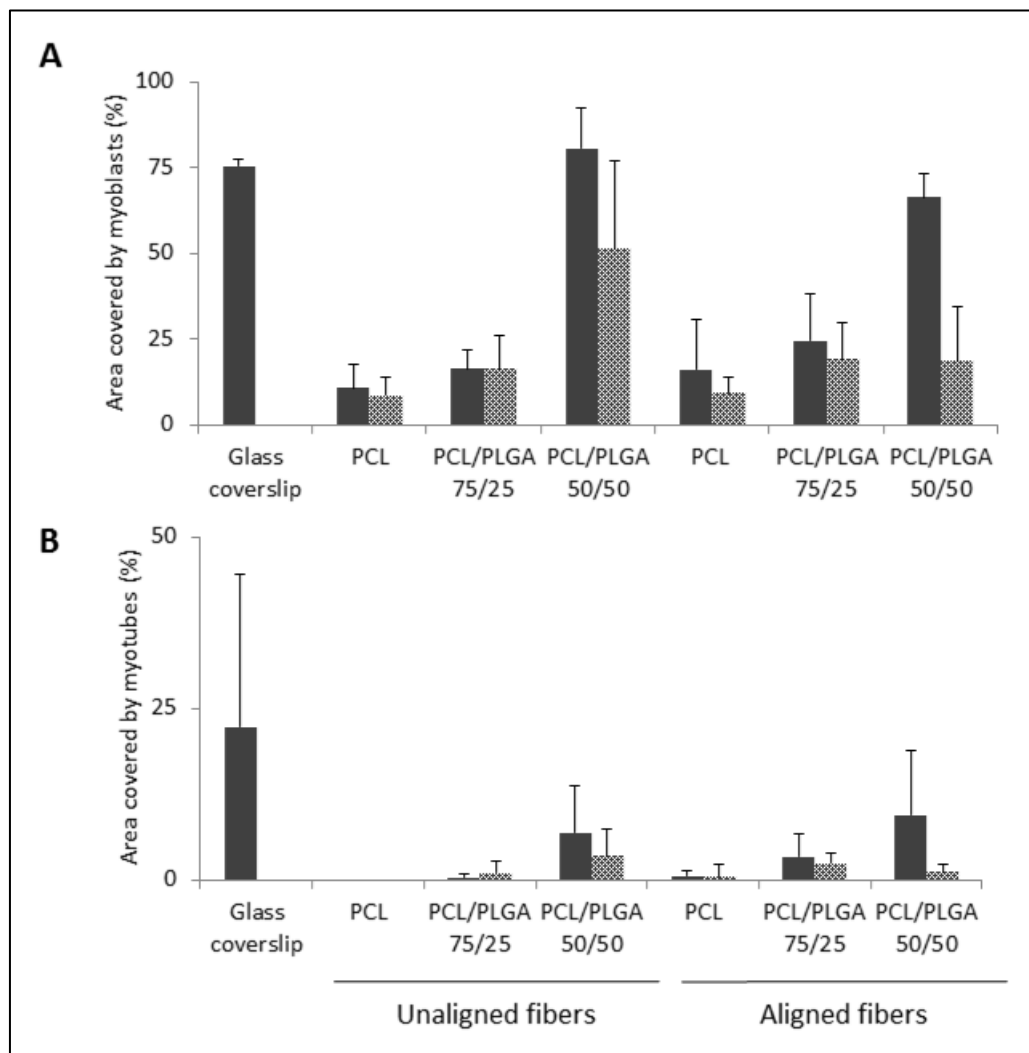 A
Area covered by myoblasts (%)
100
75
50
25
0
Glass coverslip
PCL
PCL/PLGA 75/25
PCL/PLGA 50/50
PCL
PCL/PLGA 75/25
PCL/PLGA 50/50
B
Area covered by myotubes (%)
50
25
0
Glass coverslip
PCL
PCL/PLGA 75/25
PCL/PLGA 50/50
PCL
PCL/PLGA 75/25
PCL/PLGA 50/50
Unaligned fibers
Aligned fibers